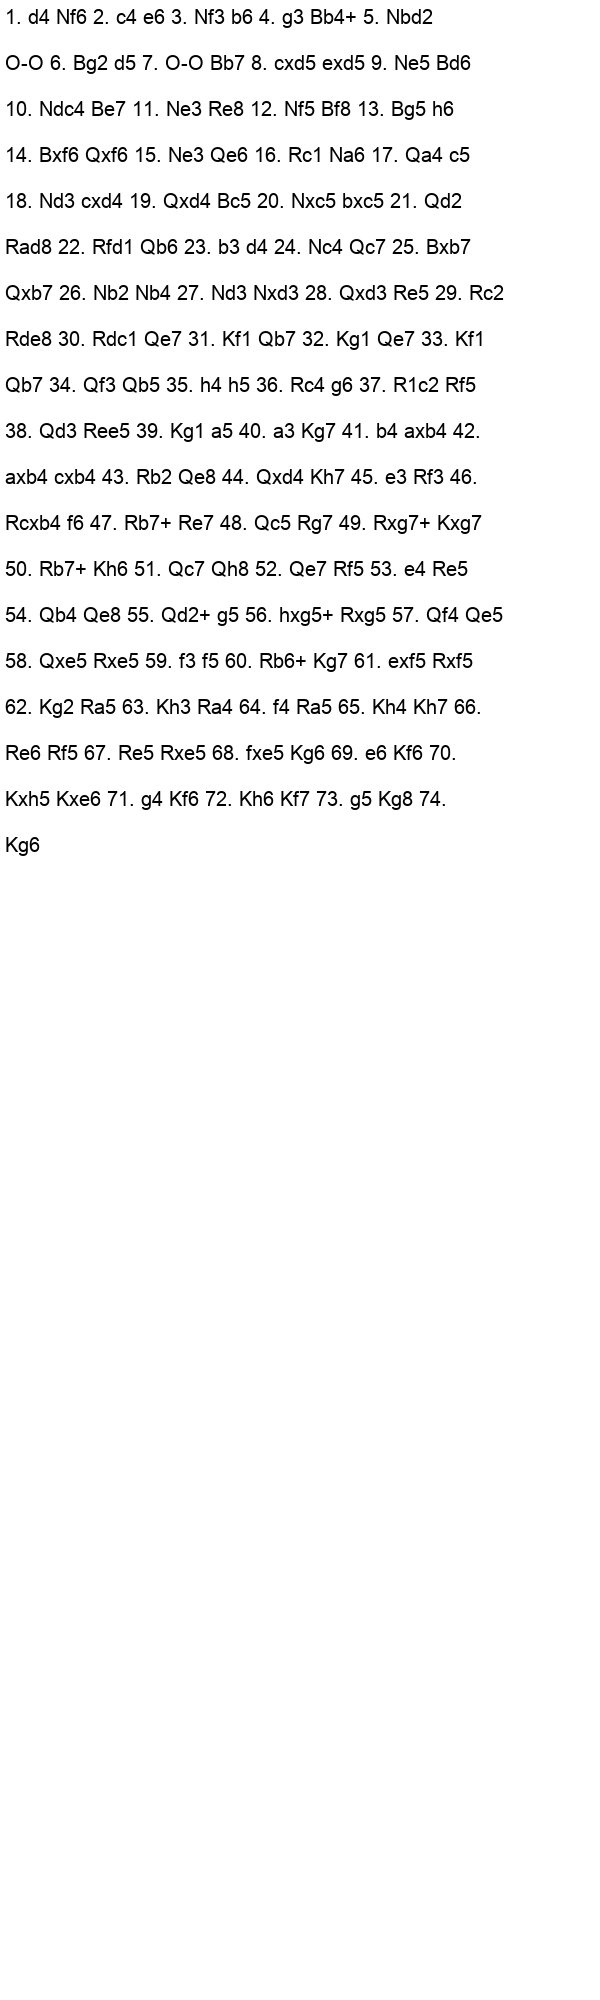 1. d4 Nf6 2. c4 e6 3. Nf3 b6 4. g3 Bb4+ 5. Nbd2
O-O 6. Bg2 d5 7. O-O Bb7 8. cxd5 exd5 9. Ne5 Bd6
10. Ndc4 Be7 11. Ne3 Re8 12. Nf5 Bf8 13. Bg5 h6
14. Bxf6 Qxf6 15. Ne3 Qe6 16. Rc1 Na6 17. Qa4 c5
18. Nd3 cxd4 19. Qxd4 Bc5 20. Nxc5 bxc5 21. Qd2
Rad8 22. Rfd1 Qb6 23. b3 d4 24. Nc4 Qc7 25. Bxb7
Qxb7 26. Nb2 Nb4 27. Nd3 Nxd3 28. Qxd3 Re5 29. Rc2
Rde8 30. Rdc1 Qe7 31. Kf1 Qb7 32. Kg1 Qe7 33. Kf1
Qb7 34. Qf3 Qb5 35. h4 h5 36. Rc4 g6 37. R1c2 Rf5
38. Qd3 Ree5 39. Kg1 a5 40. a3 Kg7 41. b4 axb4 42.
axb4 cxb4 43. Rb2 Qe8 44. Qxd4 Kh7 45. e3 Rf3 46.
Rcxb4 f6 47. Rb7+ Re7 48. Qc5 Rg7 49. Rxg7+ Kxg7
50. Rb7+ Kh6 51. Qc7 Qh8 52. Qe7 Rf5 53. e4 Re5
54. Qb4 Qe8 55. Qd2+ g5 56. hxg5+ Rxg5 57. Qf4 Qe5
58. Qxe5 Rxe5 59. f3 f5 60. Rb6+ Kg7 61. exf5 Rxf5
62. Kg2 Ra5 63. Kh3 Ra4 64. f4 Ra5 65. Kh4 Kh7 66.
Re6 Rf5 67. Re5 Rxe5 68. fxe5 Kg6 69. e6 Kf6 70.
Kxh5 Kxe6 71. g4 Kf6 72. Kh6 Kf7 73. g5 Kg8 74.
Kg6